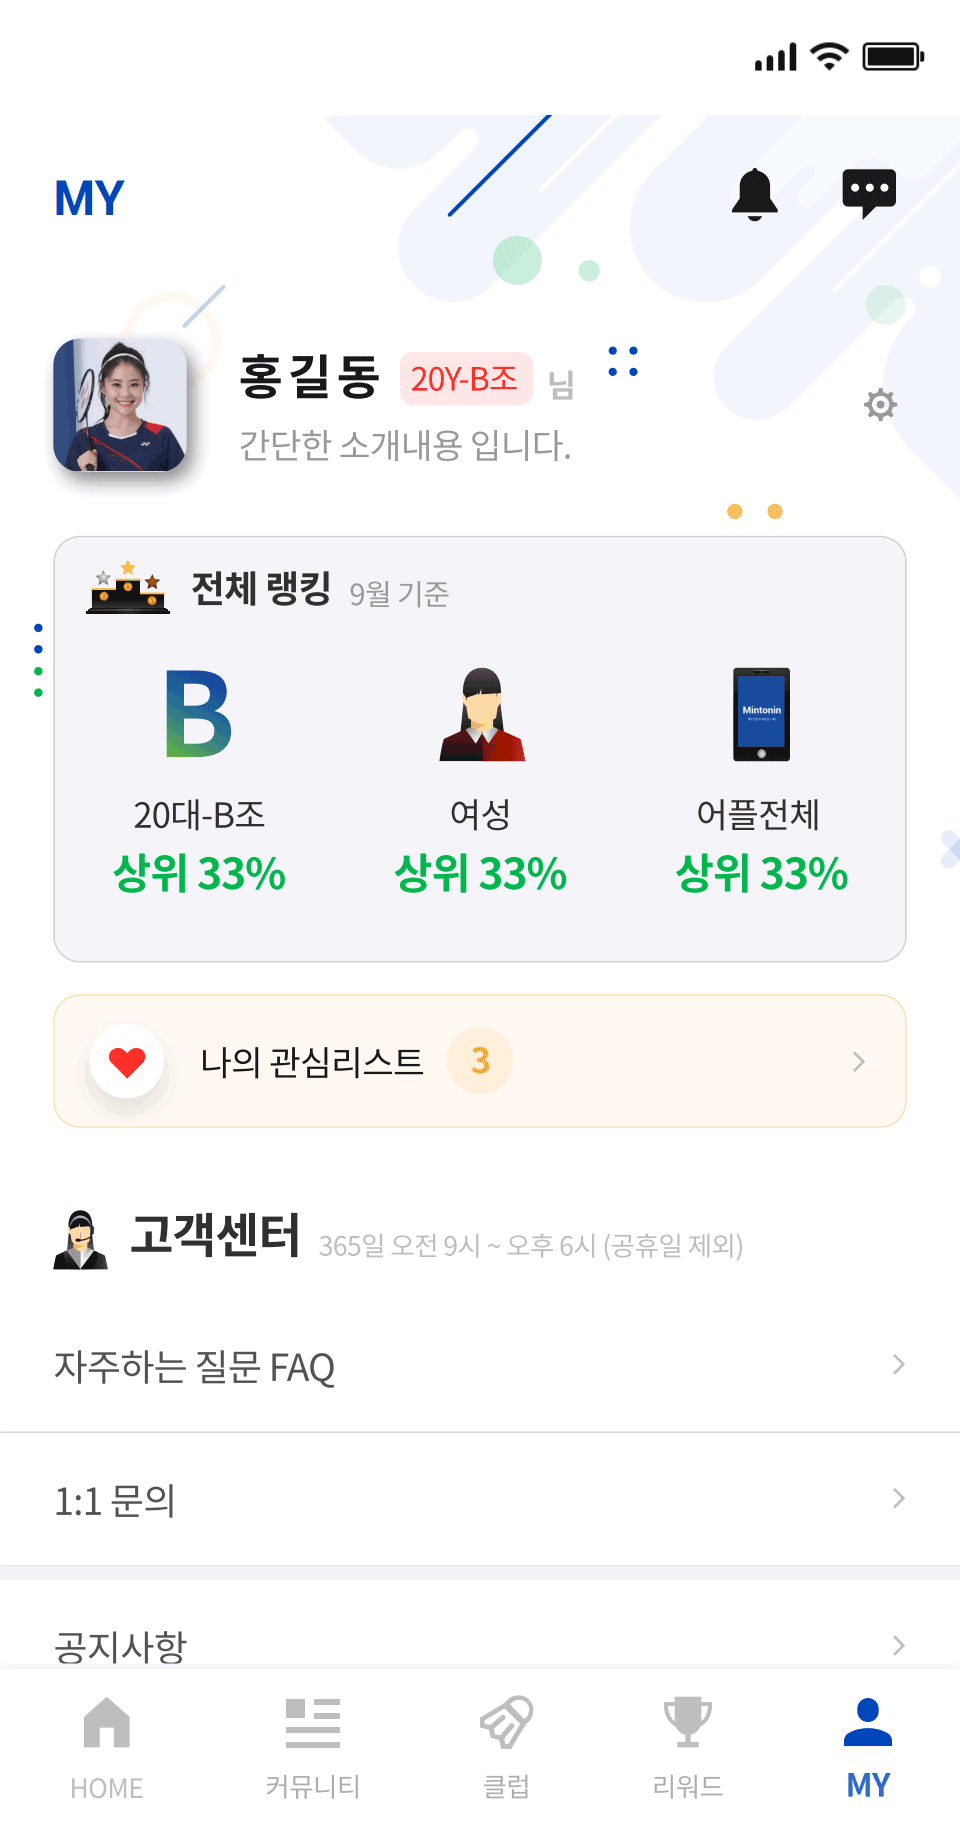 MY
홍길동 20Y-B조 님
간단한 소개내용 입니다.
전체 랭킹 9월 기준
B
Mintonin
20대-B조 여성 어플전체
상위 33% 상위 33% 상위 33%
나의 관심리스트 3
고객센터 365일 오전 9시 ~ 오후 6시 (공휴일 제외)
자주하는 질문 FAQ
1:1 문의
공지사항
HOME 커뮤니티 클럽 리워드 MY